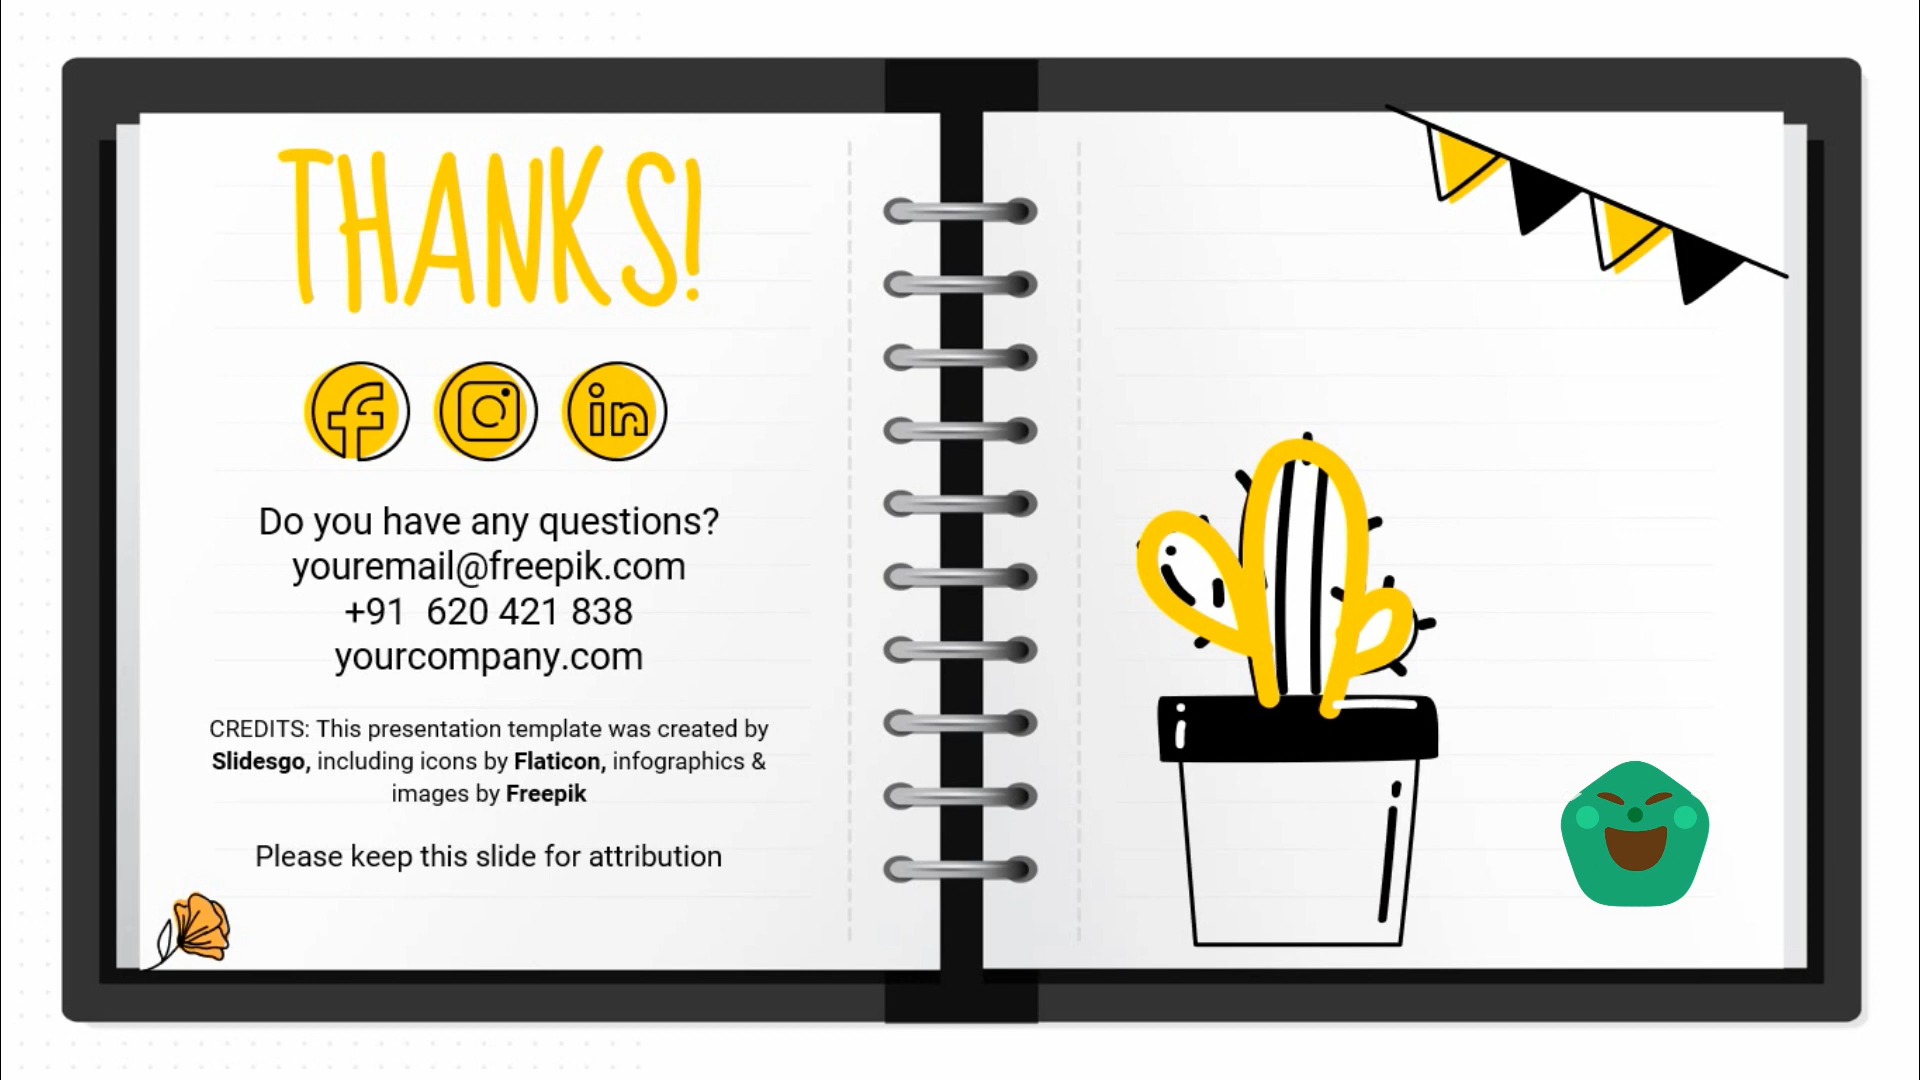 THANKS!
Do you have any questions?
youremail@freepik.com
+91  620 421 838
yourcompany.com
CREDITS: This presentation template was created by
Slidesgo, including icons by Flaticon, infographics &
images by Freepik
Please keep this slide for attribution